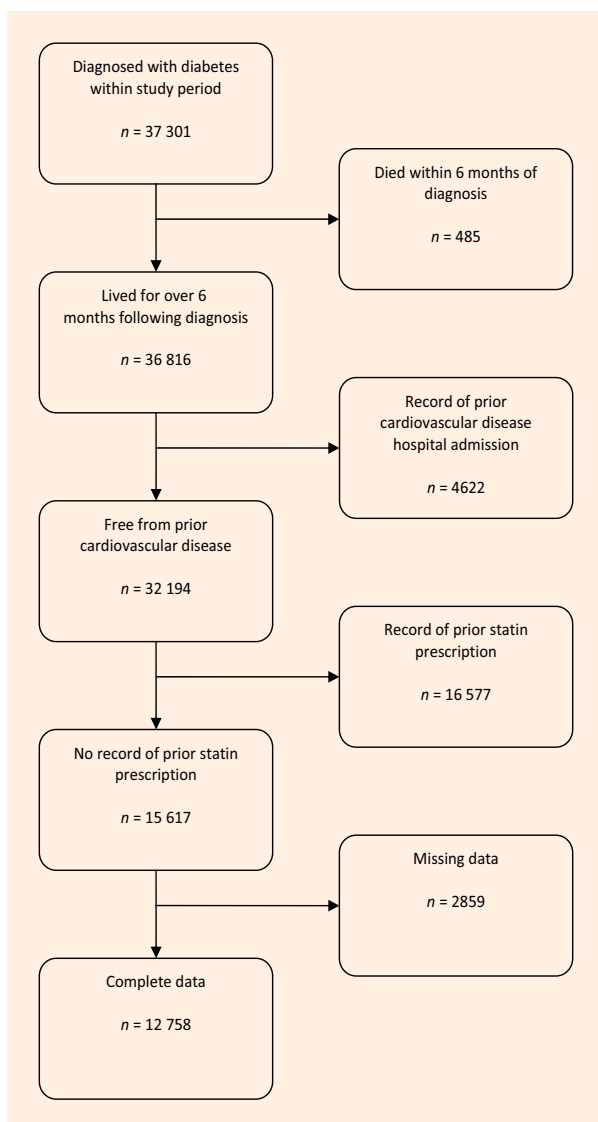 Diagnosed with diabetes
within study period
n = 37 301
Died within 6 months of
diagnosis
n = 485
Lived for over 6
months following diagnosis
n = 36 816
Record of prior
cardiovascular disease
hospital admission
n = 4622
Free from prior
cardiovascular disease
n = 32 194
Record of prior statin
prescription
n = 16 577
No record of prior statin
prescription
n = 15 617
Missing data
n = 2859
Complete data
n = 12 758